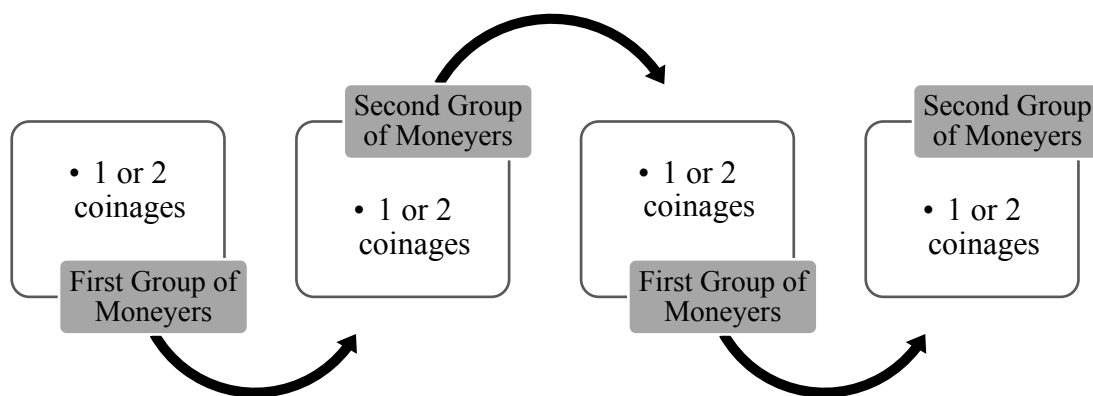 • 1 or 2
coinages
First Group of
Moneyers
Second Group
of Moneyers
• 1 or 2
coinages
• 1 or 2
coinages
First Group of
Moneyers
Second Group
of Moneyers
• 1 or 2
coinages